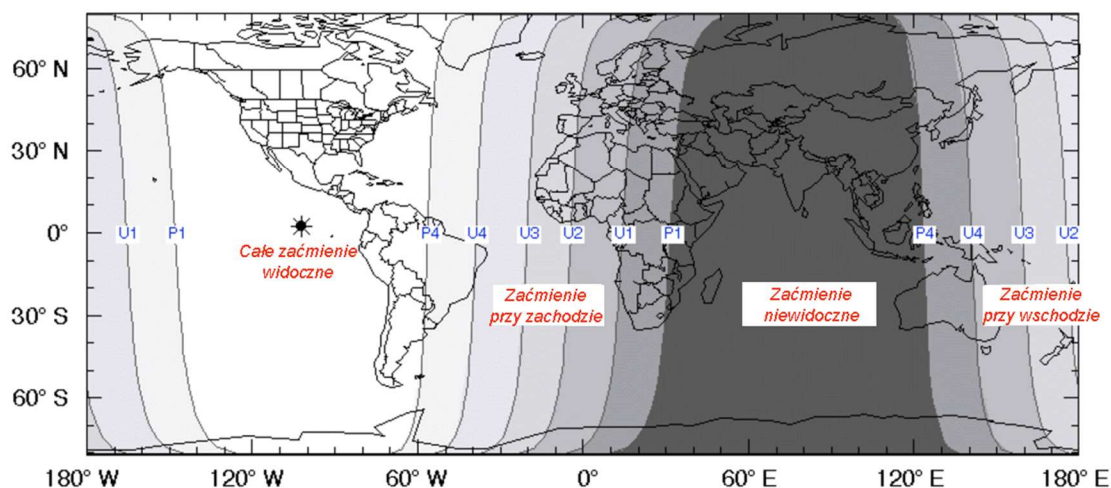 60° N
30° N
0°
30° S
60° S
U1 P1 P4 U4 U3 U2 U1 P1 P4 U4 U3 U2
Całe zaćmienie
widoczne
Zaćmienie
przy zachodzie
Zaćmienie
niewidoczne
Zaćmienie
przy wschodzie
180° W 120° W 60° W 0° 60° E 120° E 180° E